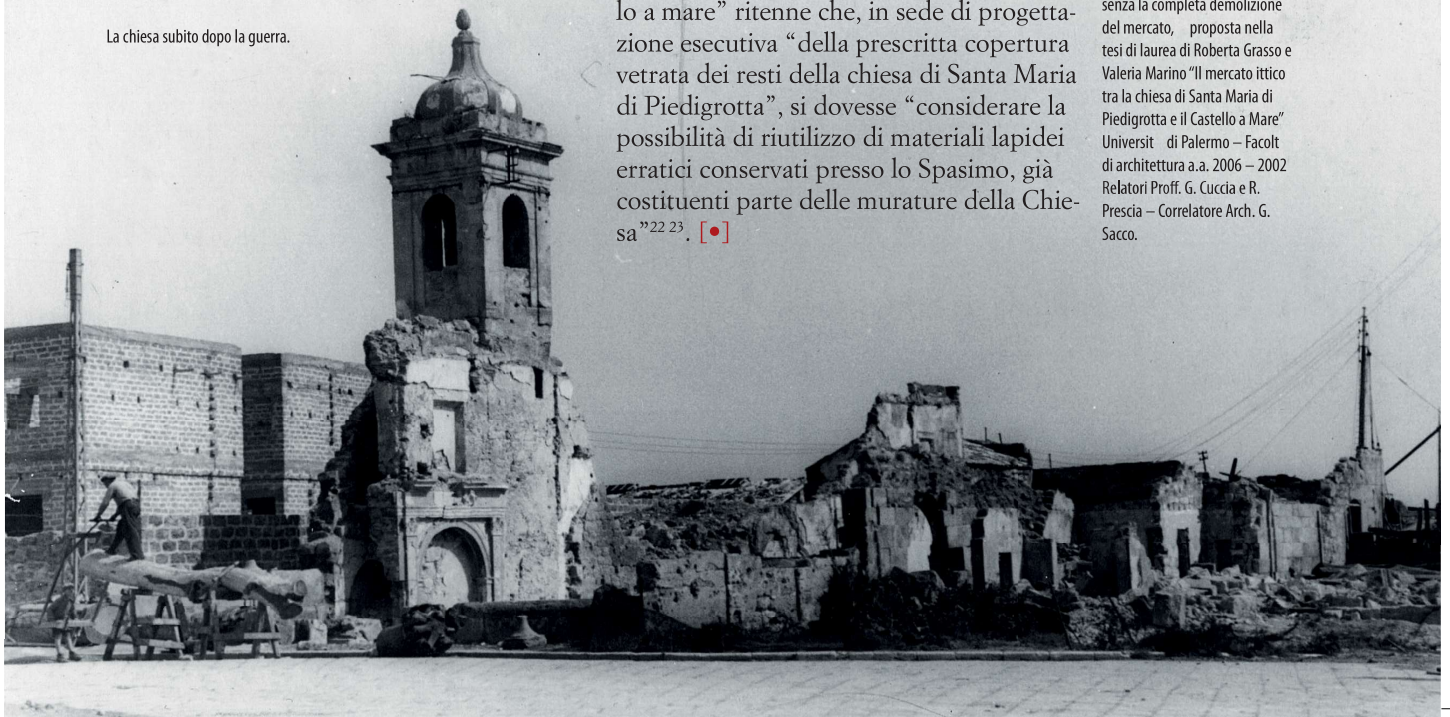 La chiesa subito dopo la guerra.
lo a mare” ritenne che, in sede di progetta-
zione esecutiva “della prescritta copertura
vetrata dei resti della chiesa di Santa Maria
di Piedigrotta”, si dovesse “considerare la
possibilità di riutilizzo di materiali lapidei
erratici conservati presso lo Spasimo, già
costituenti parte delle murature della Chie-
sa”22 23. [•]
senza la completa demolizione
del mercato, proposta nella
tesi di laurea di Roberta Grasso e
Valeria Marino “Il mercato ittico
tra la chiesa di Santa Maria di
Piedigrotta e il Castello a Mare”
Universit di Palermo – Facolt
di architettura a.a. 2006 – 2002
Relatori Proff. G. Cuccia e R.
Prescia – Correlatore Arch. G.
Sacco.